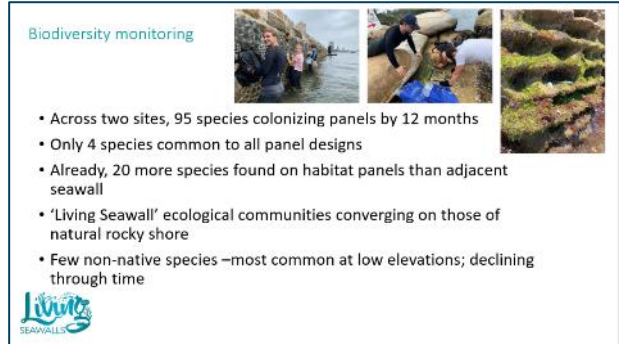 Biodiversity monitoring
• Across two sites, 95 species colonizing panels by 12 months
• Only 4 species common to all panel designs
• Already, 20 more species found on habitat panels than adjacent
seawall
• ‘Living Seawall’ ecological communities converging on those of
natural rocky shore
• Few non-native species –most common at low elevations; declining
through time
Living
SEAWALLS